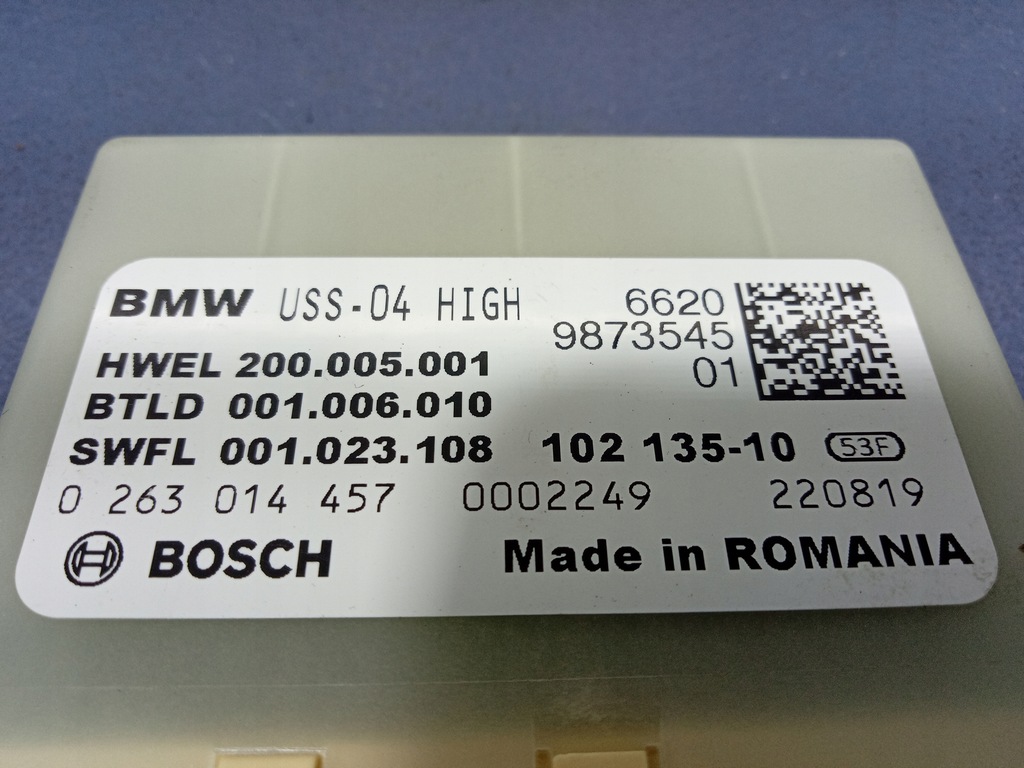 BMW USS-04 HIGH 6620
9873545
HWEL 200.005.001 01
BTLD 001.006.010
SWFL 001.023.108 102 135-10 53F
0 263 014 457 0002249 220819
BOSCH Made in ROMANIA